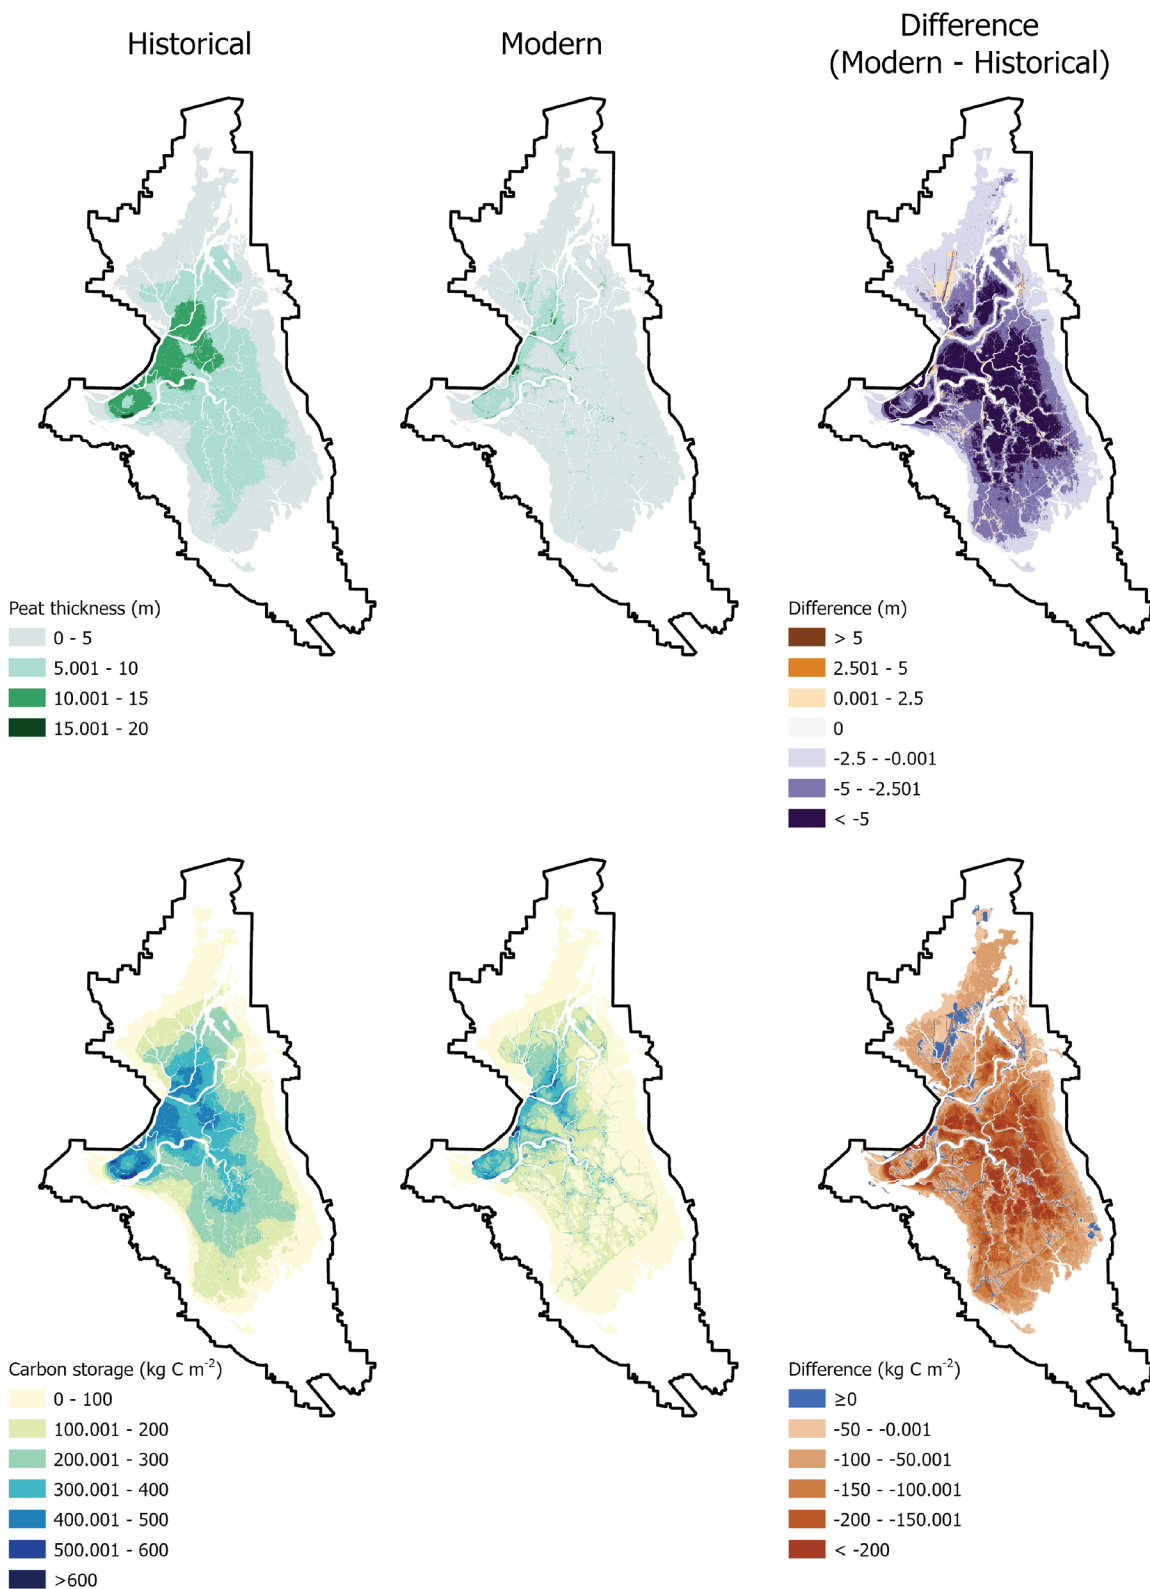 Historical
Modern
Difference
(Modern - Historical)
Peat thickness (m)
0 - 5
5.001 - 10
10.001 - 15
15.001 - 20
Difference (m)
> 5
2.501 - 5
0.001 - 2.5
0
-2.5 - -0.001
-5 - -2.501
< -5
Carbon storage (kg C m⁻²)
0 - 100
100.001 - 200
200.001 - 300
300.001 - 400
400.001 - 500
500.001 - 600
>600
Difference (kg C m⁻²)
≥0
-50 - -0.001
-100 - -50.001
-150 - -100.001
-200 - -150.001
< -200